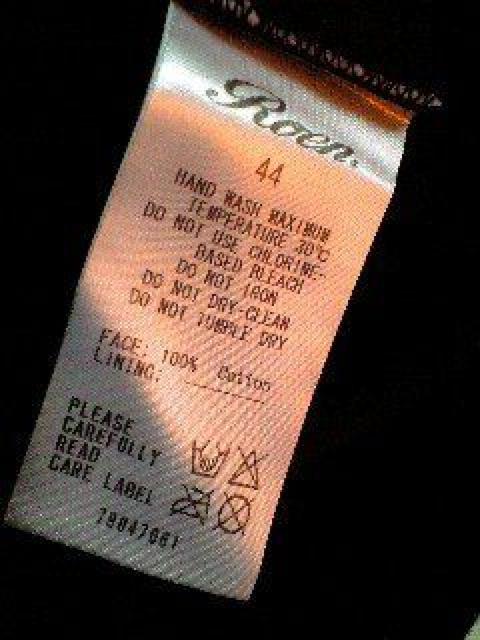 Roen.
44
HAND WASH MAXIMUM
TEMPERATURE 30°C
DO NOT USE CHLORINE-
BASED BLEACH
DO NOT IRON
DO NOT DRY-CLEAN
DO NOT TUMBLE DRY
FACE: 100% Cotton
LINING:
PLEASE
CAREFULLY
READ
CARE LABEL